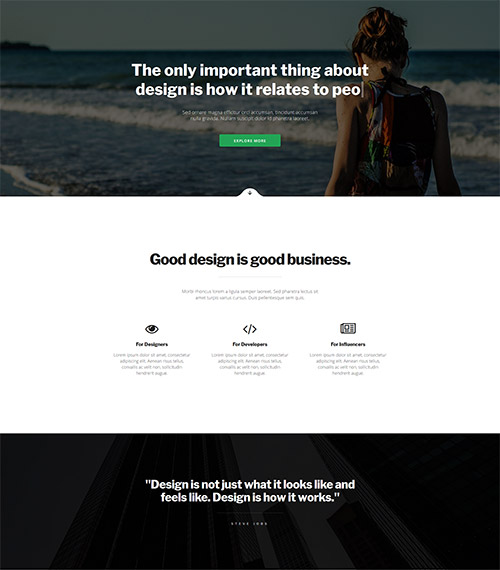 The only important thing about
design is how it relates to peo
Sed ornare magna efficitur orci accumsan, tincidunt accumsan
nulla gravida. Nullam suscipit dolor id pharetra laoreet.
EXPLORE MORE
Good design is good business.
Morbi rhoncus lorem a ligula semper laoreet. Sed pharetra lectus sit
amet turpis varius cursus. Duis pellentesque sem quis.
For Designers
Lorem ipsum dolor sit amet, consectetur
adipiscing elit. Aenean risus tellus,
convallis ac velit non, sollicitudin
hendrerit augue.
For Developers
Lorem ipsum dolor sit amet, consectetur
adipiscing elit. Aenean risus tellus,
convallis ac velit non, sollicitudin
hendrerit augue.
For Influencers
Lorem ipsum dolor sit amet, consectetur
adipiscing elit. Aenean risus tellus,
convallis ac velit non, sollicitudin
hendrerit augue.
"Design is not just what it looks like and
feels like. Design is how it works."
STEVE JOBS